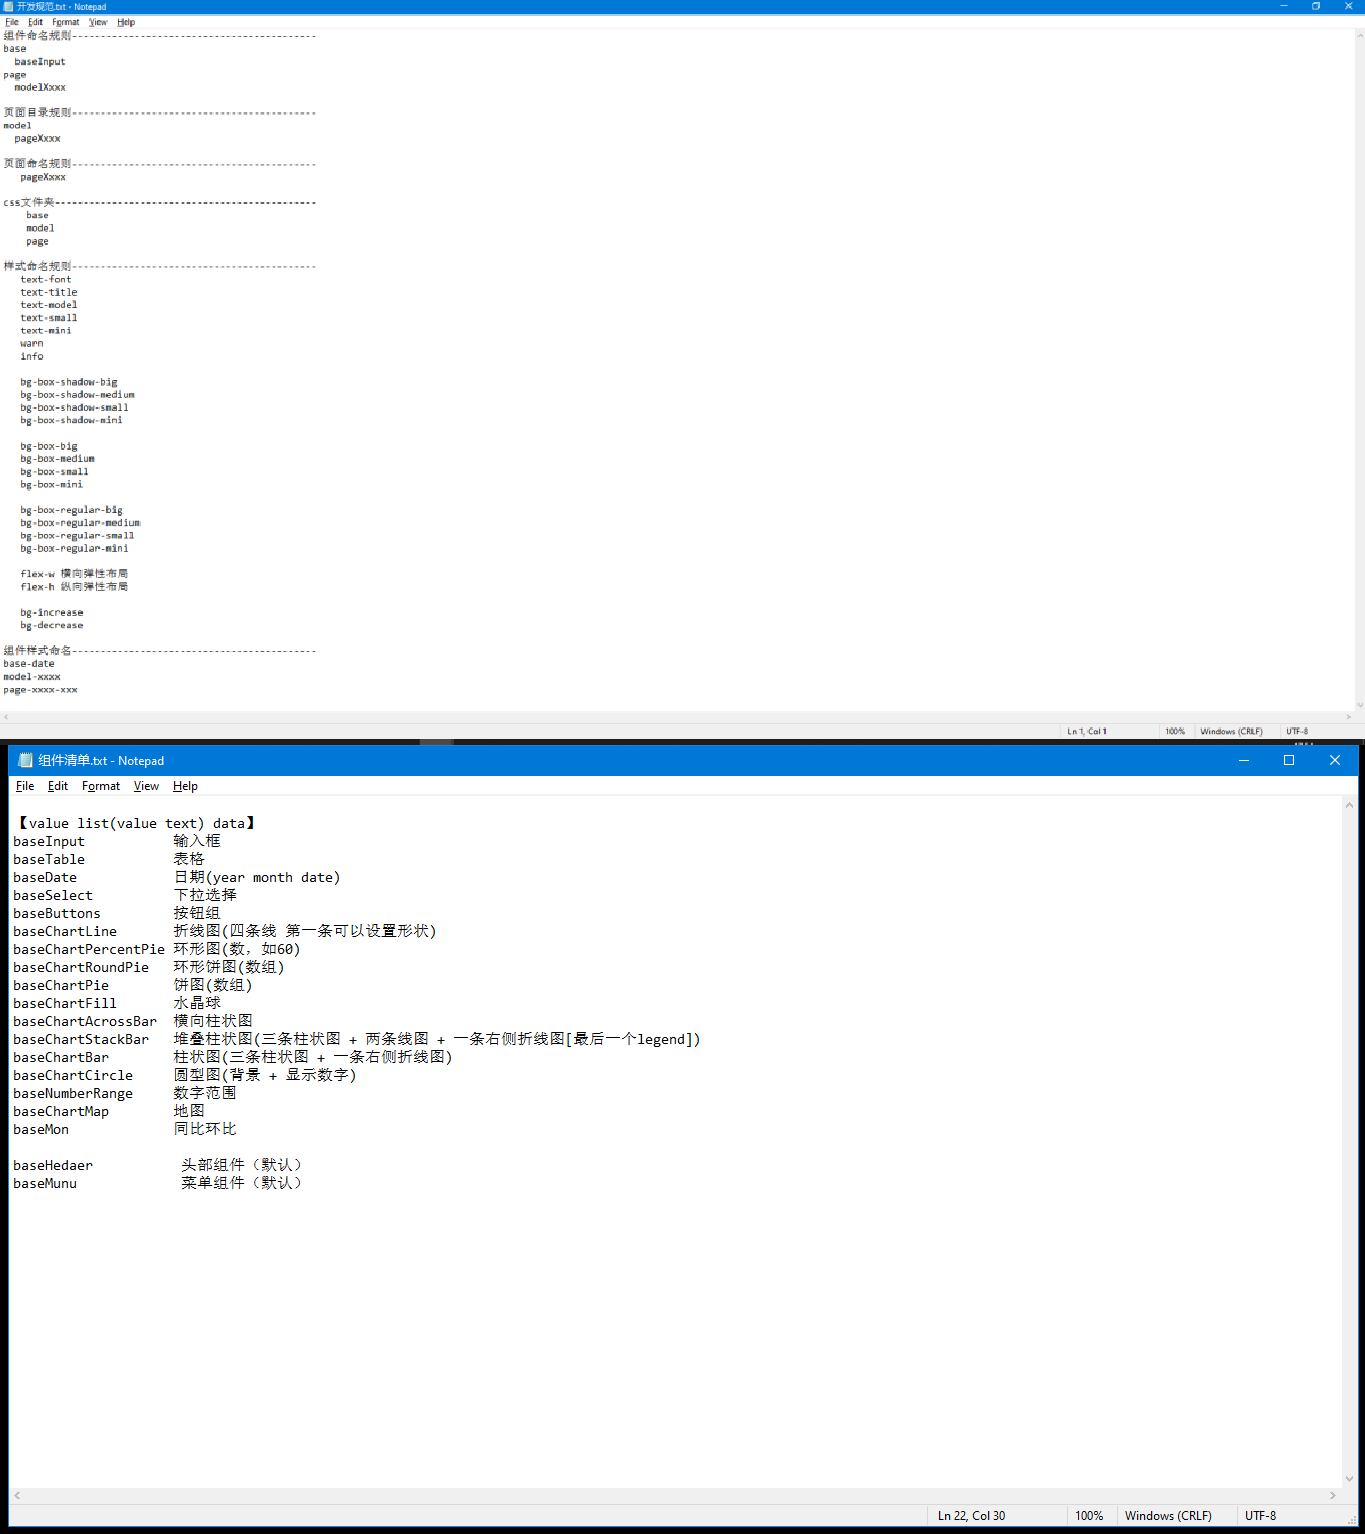 开发规范.txt - Notepad
File Edit Format View Help
组件命名规则-------------------------------------------
base
  baseInput
page
  modelXxxx

页面目录规则-------------------------------------------
model
  pageXxxx

页面命名规则-------------------------------------------
   pageXxxx

css文件夹----------------------------------------------
    base
    model
    page

样式命名规则-------------------------------------------
   text-font
   text-title
   text-model
   text-small
   text-mini
   warn
   info

   bg-box-shadow-big
   bg-box-shadow-medium
   bg-box-shadow-small
   bg-box-shadow-mini

   bg-box-big
   bg-box-medium
   bg-box-small
   bg-box-mini

   bg-box-regular-big
   bg-box-regular-medium
   bg-box-regular-small
   bg-box-regular-mini

   flex-w 横向弹性布局
   flex-h 纵向弹性布局

   bg-increase
   bg-decrease

组件样式命名-------------------------------------------
base-date
model-xxxx
page-xxxx-xxx
Ln 1, Col 1 100% Windows (CRLF) UTF-8
组件清单.txt - Notepad
File Edit Format View Help
【value list(value text) data】
baseInput           输入框
baseTable           表格
baseDate            日期(year month date)
baseSelect          下拉选择
baseButtons         按钮组
baseChartLine       折线图(四条线 第一条可以设置形状)
baseChartPercentPie 环形图(数，如60)
baseChartRoundPie   环形饼图(数组)
baseChartPie        饼图(数组)
baseChartFill       水晶球
baseChartAcrossBar  横向柱状图
baseChartStackBar   堆叠柱状图(三条柱状图 + 两条线图 + 一条右侧折线图[最后一个legend])
baseChartBar        柱状图(三条柱状图 + 一条右侧折线图)
baseChartCircle     圆型图(背景 + 显示数字)
baseNumberRange     数字范围
baseChartMap        地图
baseMon             同比环比

baseHedaer           头部组件（默认）
baseMunu             菜单组件（默认）
Ln 22, Col 30 100% Windows (CRLF) UTF-8